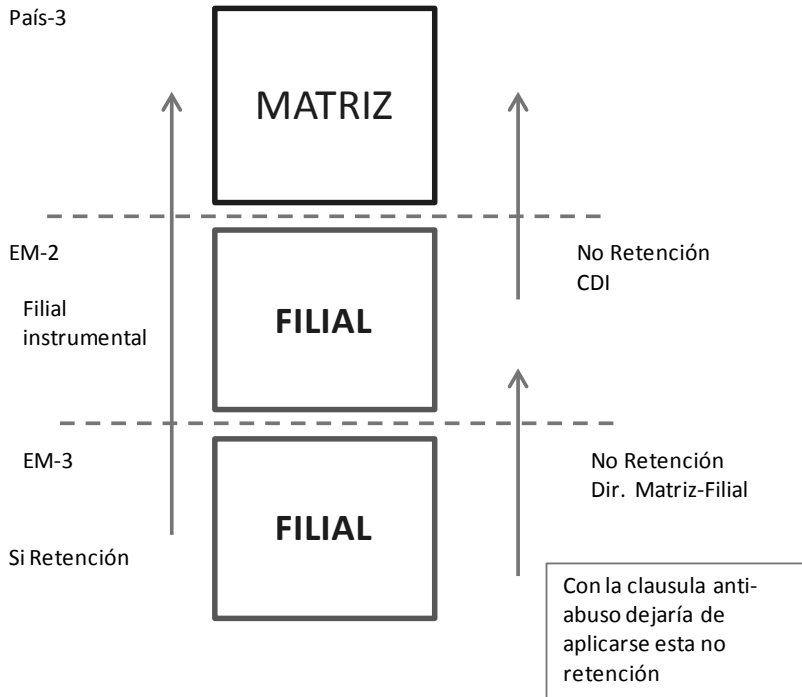 País-3
MATRIZ
EM-2
Filial
instrumental
FILIAL
No Retención
CDI
EM-3
Si Retención
FILIAL
No Retención
Dir. Matriz-Filial
Con la clausula anti-
abuso dejaría de
aplicarse esta no
retención